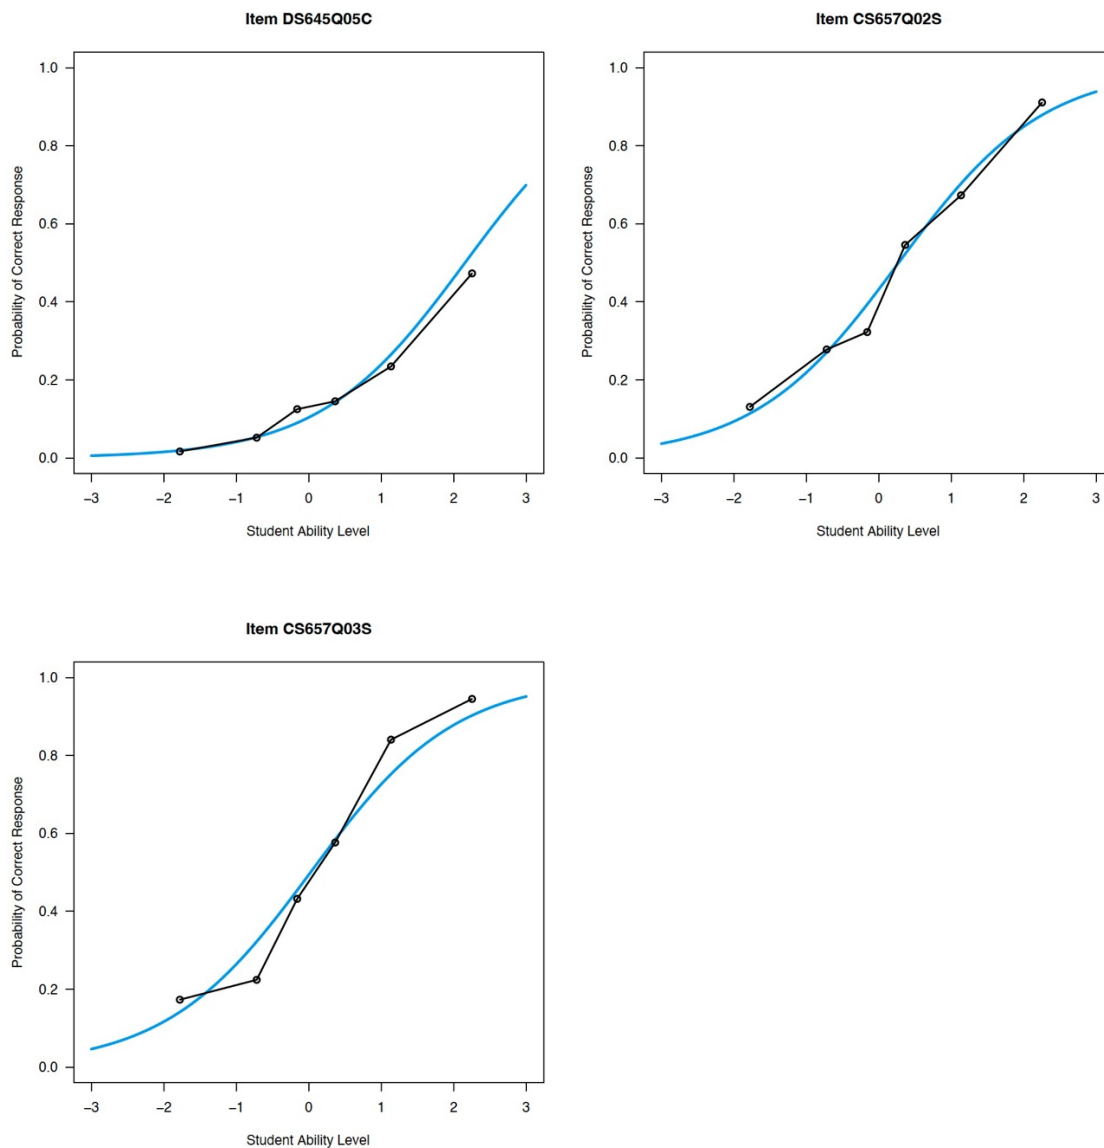 Item DS645Q05C
1.0
0.8
0.6
0.4
0.2
0.0
Probability of Correct Response
−3 −2 −1 0 1 2 3
Student Ability Level
Item CS657Q02S
1.0
0.8
0.6
0.4
0.2
0.0
Probability of Correct Response
−3 −2 −1 0 1 2 3
Student Ability Level
Item CS657Q03S
1.0
0.8
0.6
0.4
0.2
0.0
Probability of Correct Response
−3 −2 −1 0 1 2 3
Student Ability Level